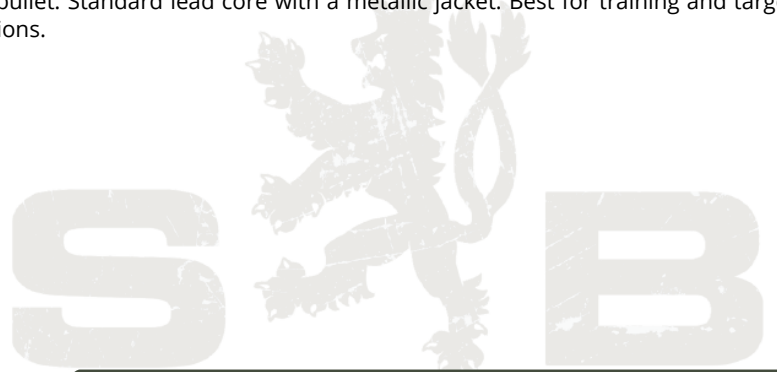 bullet. Standard lead core with a metallic jacket. Best for training and targ
ions.
S B